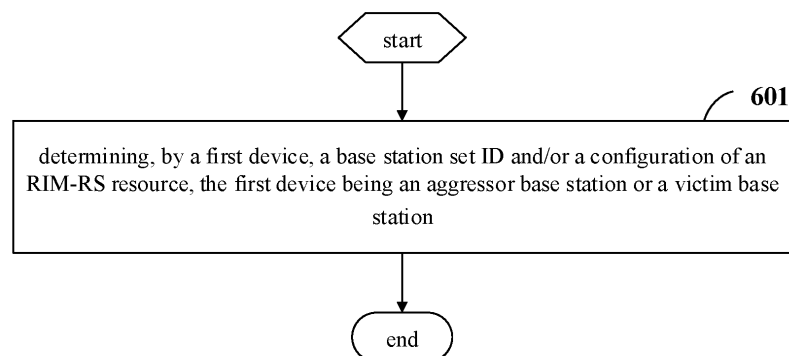 start
601
determining, by a first device, a base station set ID and/or a configuration of an
RIM-RS resource, the first device being an aggressor base station or a victim base
station
end